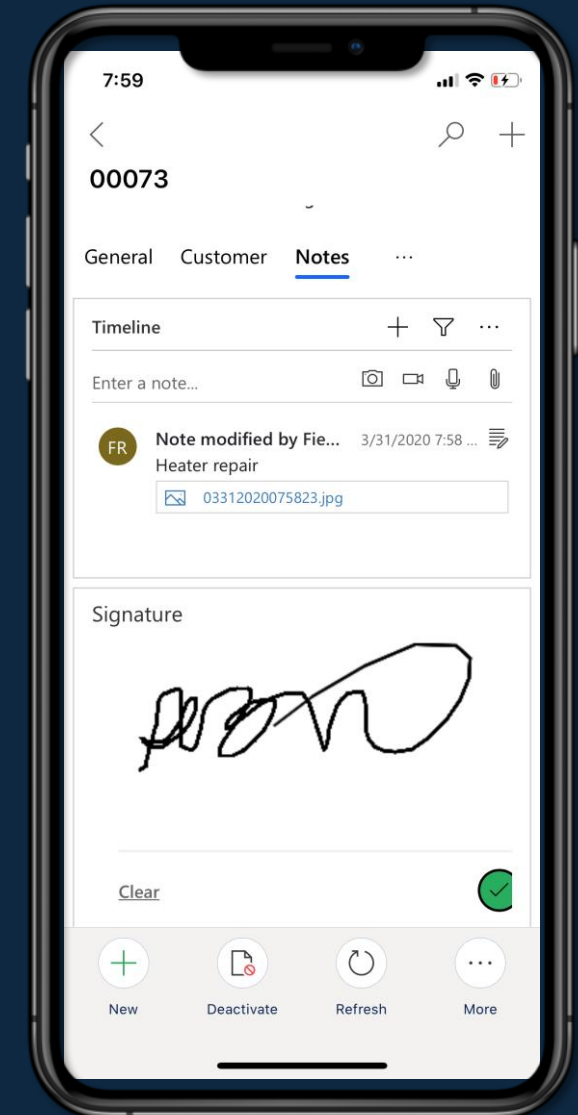 7:59
00073
General Customer Notes ...
Timeline
Enter a note...
FR Note modified by Fie... 3/31/2020 7:58 ...
Heater repair
03312020075823.jpg
Signature
Clear
New Deactivate Refresh More